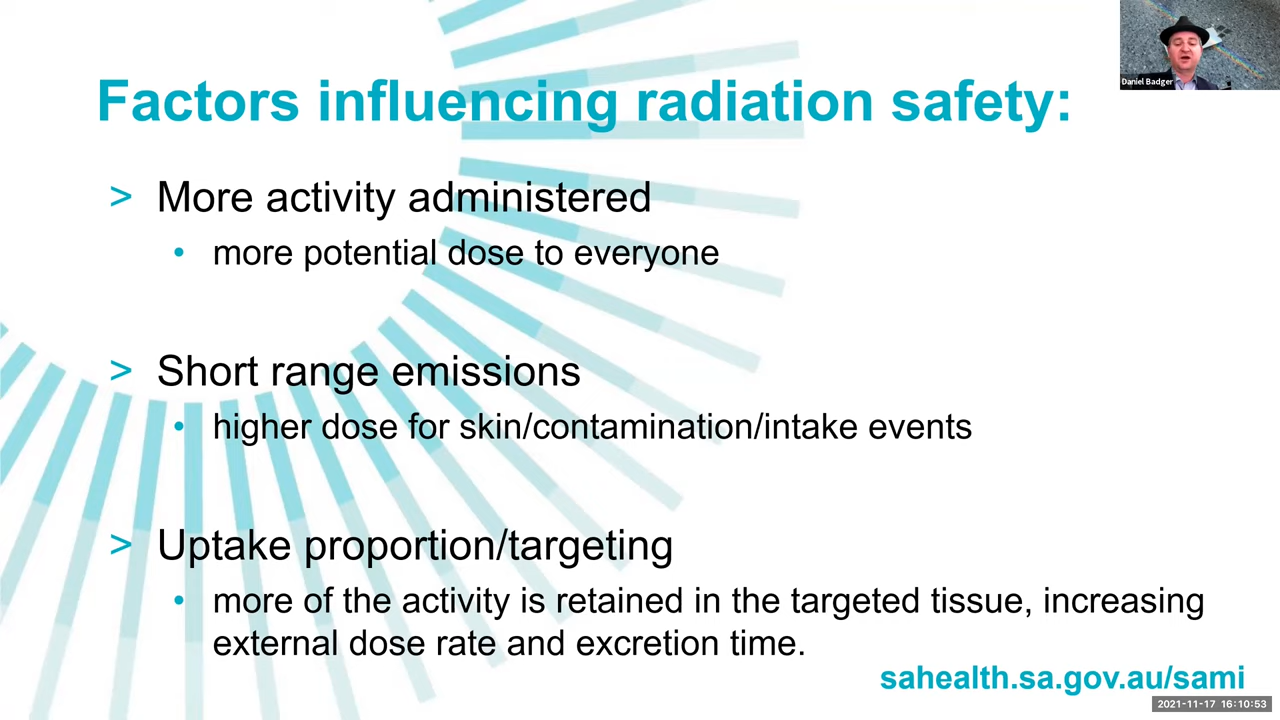 Daniel Badger
Factors influencing radiation safety:
> More activity administered
• more potential dose to everyone
> Short range emissions
• higher dose for skin/contamination/intake events
> Uptake proportion/targeting
• more of the activity is retained in the targeted tissue, increasing
external dose rate and excretion time.
sahealth.sa.gov.au/sami
2021-11-17 16:10:53